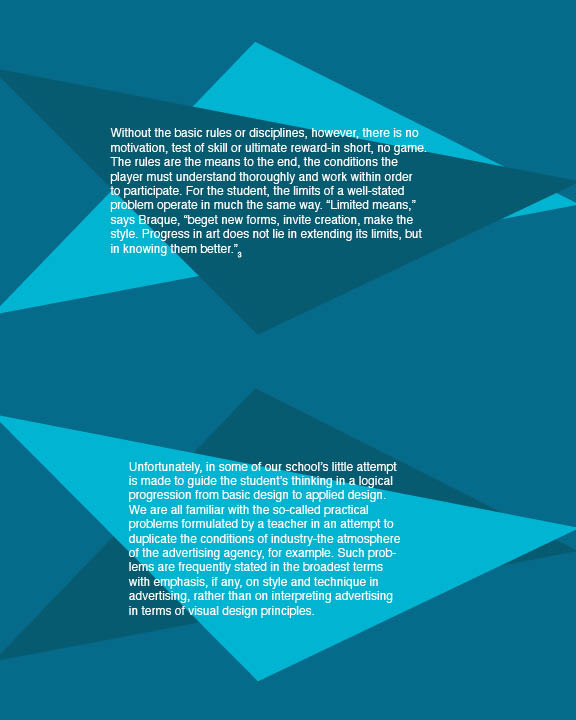 Without the basic rules or disciplines, however, there is no
motivation, test of skill or ultimate reward-in short, no game.
The rules are the means to the end, the conditions the
player must understand thoroughly and work within order
to participate. For the student, the limits of a well-stated
problem operate in much the same way. “Limited means,”
says Braque, “beget new forms, invite creation, make the
style. Progress in art does not lie in extending its limits, but
in knowing them better.”3
Unfortunately, in some of our school’s little attempt
is made to guide the student’s thinking in a logical
progression from basic design to applied design.
We are all familiar with the so-called practical
problems formulated by a teacher in an attempt to
duplicate the conditions of industry-the atmosphere
of the advertising agency, for example. Such prob-
lems are frequently stated in the broadest terms
with emphasis, if any, on style and technique in
advertising, rather than on interpreting advertising
in terms of visual design principles.